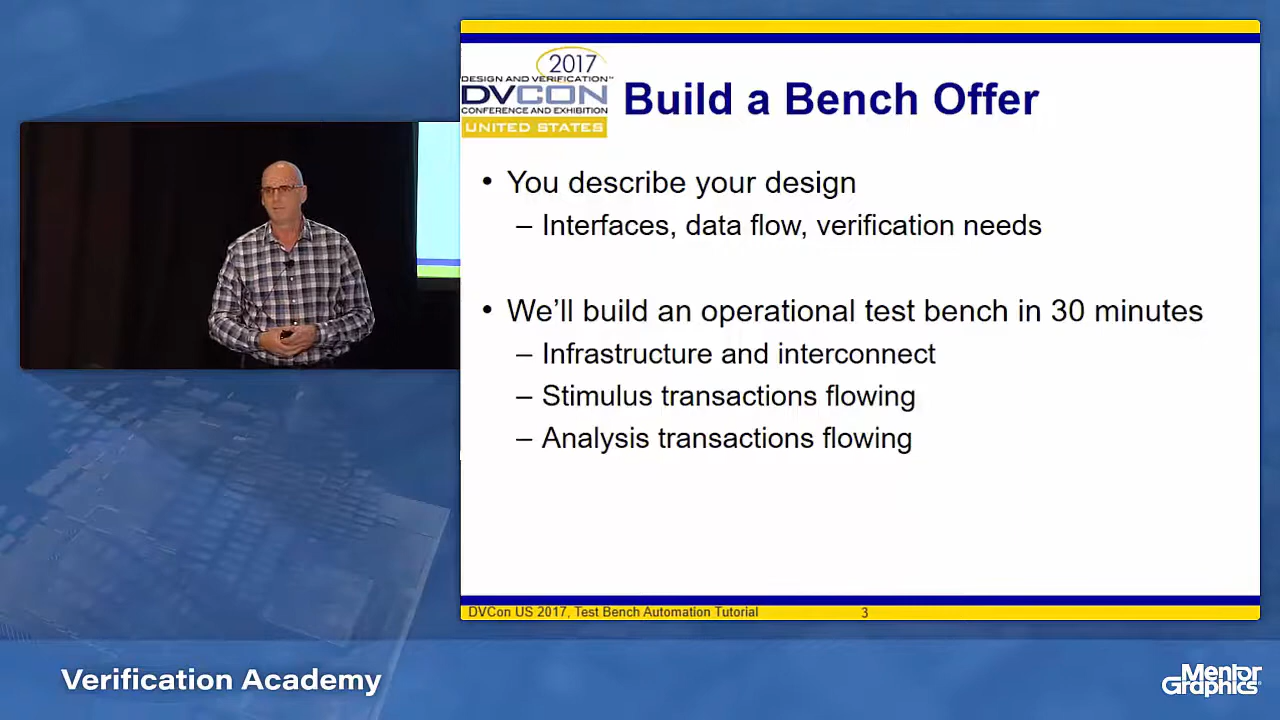 2017
DESIGN AND VERIFICATION™
DVCON
CONFERENCE AND EXHIBITION
UNITED STATES
Build a Bench Offer
• You describe your design
– Interfaces, data flow, verification needs
• We’ll build an operational test bench in 30 minutes
– Infrastructure and interconnect
– Stimulus transactions flowing
– Analysis transactions flowing
DVCon US 2017, Test Bench Automation Tutorial 3
Verification Academy
Mentor
Graphics®